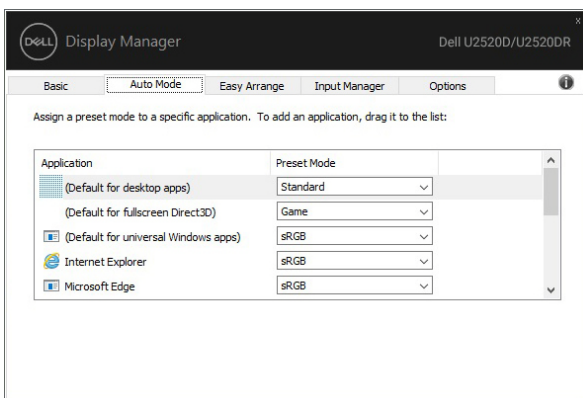 DELL Display Manager Dell U2520D/U2520DR x
Basic Auto Mode Easy Arrange Input Manager Options i
Assign a preset mode to a specific application. To add an application, drag it to the list:
Application Preset Mode
(Default for desktop apps) Standard
(Default for fullscreen Direct3D) Game
(Default for universal Windows apps) sRGB
Internet Explorer sRGB
Microsoft Edge sRGB